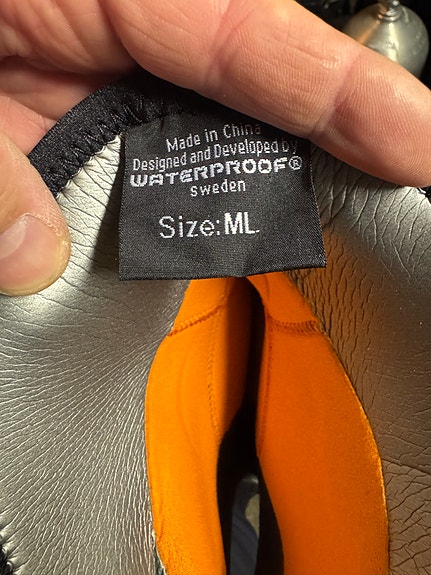 Made in China
Designed and Developed by
WATERPROOF®
sweden
Size:ML